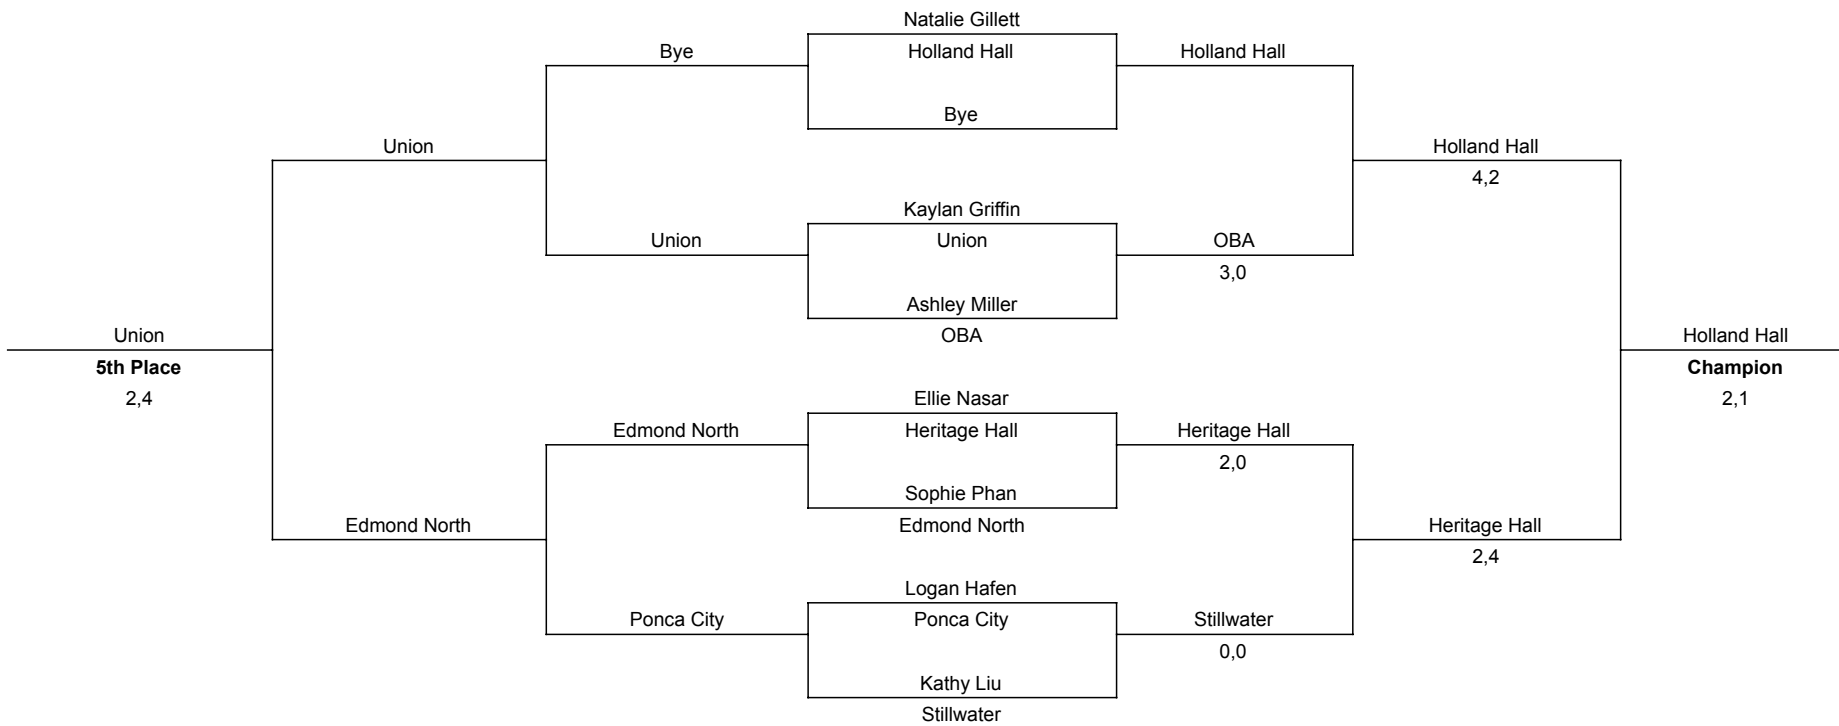 Natalie Gillett
Bye
Holland Hall
Holland Hall
Bye
Union
Holland Hall
4,2
Kaylan Griffin
Union
Union
OBA
3,0
Ashley Miller
Union
OBA
Holland Hall
5th Place
Champion
2,4
Ellie Nasar
2,1
Edmond North
Heritage Hall
Heritage Hall
2,0
Sophie Phan
Edmond North
Edmond North
Heritage Hall
2,4
Logan Hafen
Ponca City
Ponca City
Stillwater
0,0
Kathy Liu
Stillwater